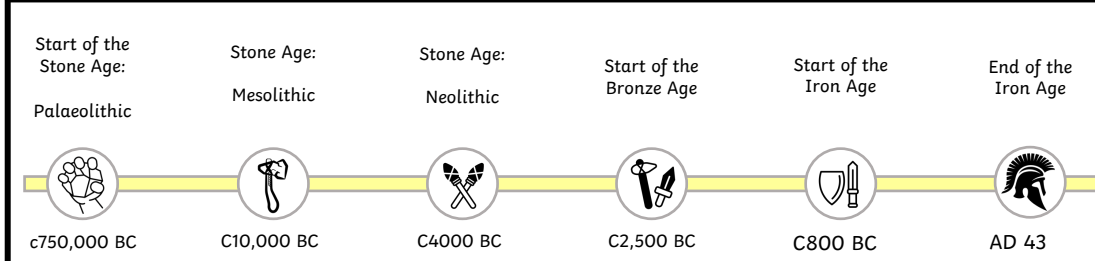 Start of the
Stone Age:
Palaeolithic
Stone Age:
Mesolithic
Stone Age:
Neolithic
Start of the
Bronze Age
Start of the
Iron Age
End of the
Iron Age
c750,000 BC
C10,000 BC
C4000 BC
C2,500 BC
C800 BC
AD 43